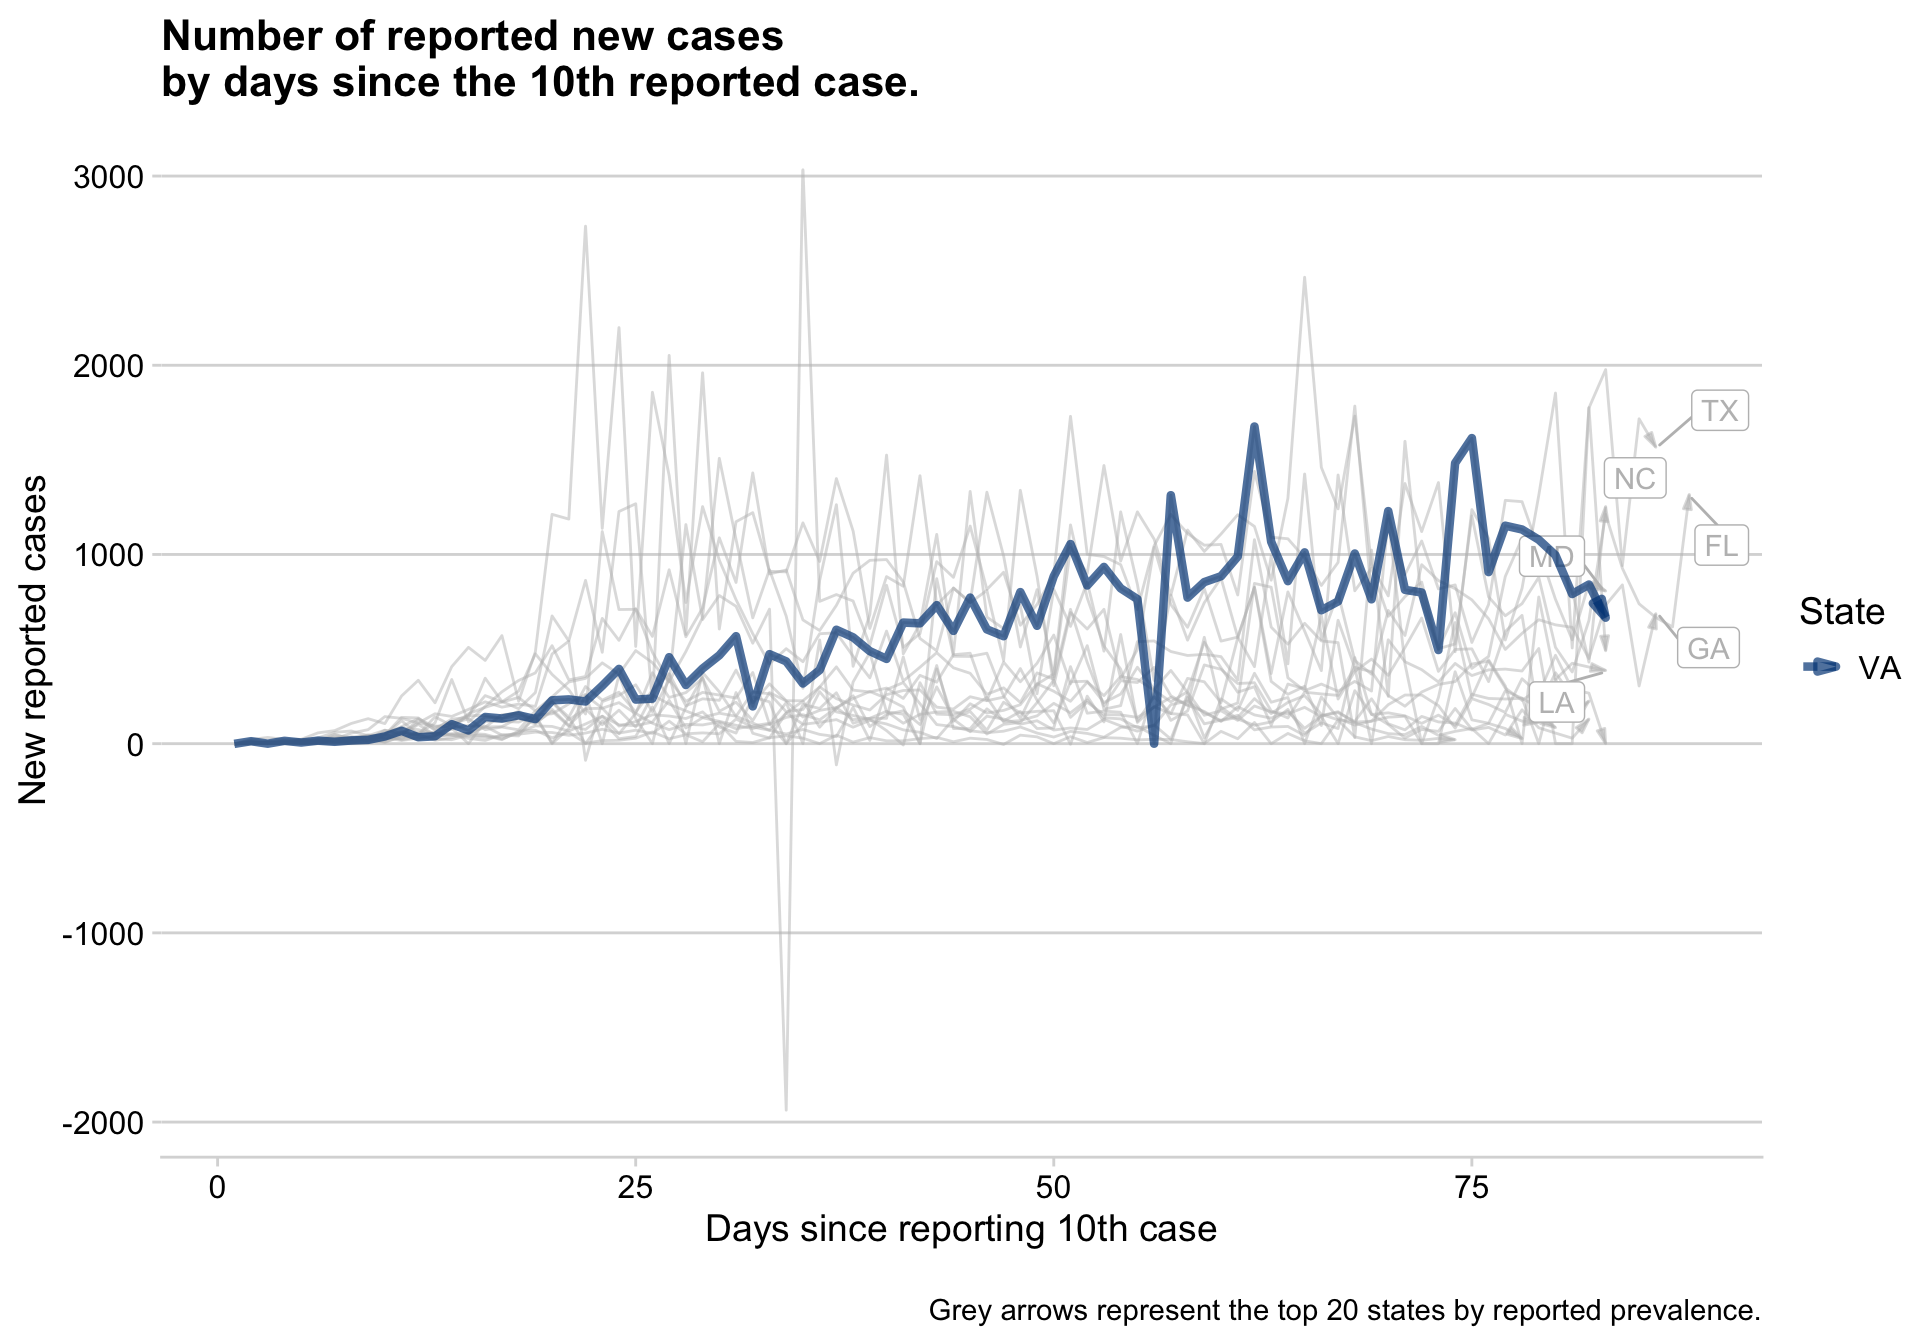 Number of reported new cases
by days since the 10th reported case.
3000
2000
1000
0
-1000
-2000
New reported cases
TX
NC
FL
MD
GA
LA
State
VA
0
25
50
75
Days since reporting 10th case
Grey arrows represent the top 20 states by reported prevalence.